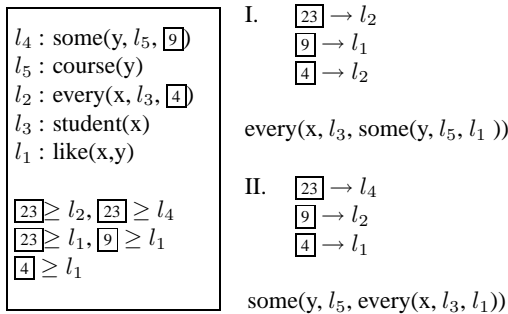 l₄ : some(y, l₅, 9)
l₅ : course(y)
l₂ : every(x, l₃, 4)
l₃ : student(x)
l₁ : like(x,y)
23 ≥ l₂, 23 ≥ l₄
23 ≥ l₁, 9 ≥ l₁
4 ≥ l₁
I. 23 → l₂
9 → l₁
4 → l₂
every(x, l₃, some(y, l₅, l₁ ))
II. 23 → l₄
9 → l₂
4 → l₁
some(y, l₅, every(x, l₃, l₁))